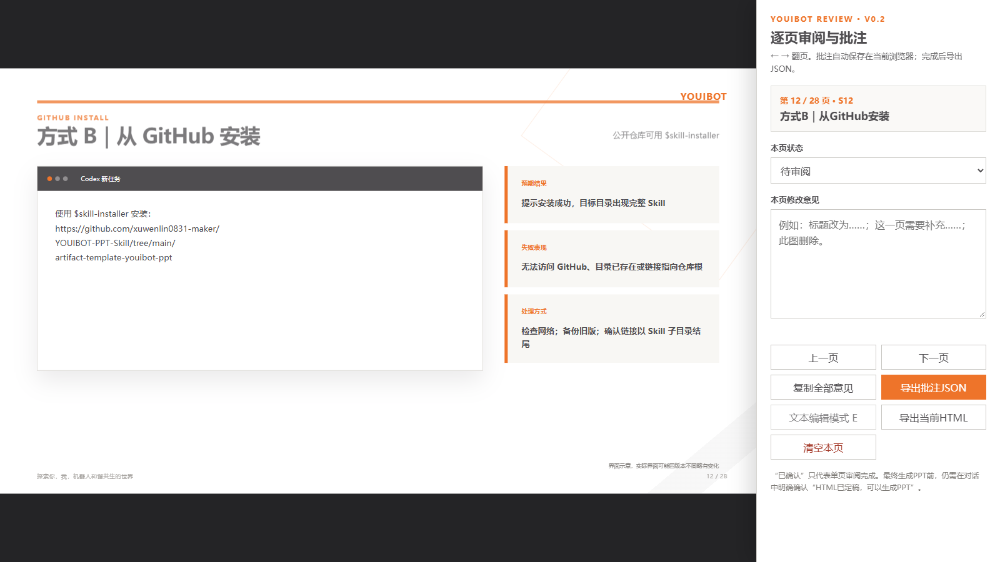 YOUIBOT
GITHUB INSTALL
方式 B | 从 GitHub 安装
公开仓库可用 $skill-installer
Codex 新任务
使用 $skill-installer 安装：
https://github.com/xuwenlin0831-maker/
YOUIBOT-PPT-Skill/tree/main/
artifact-template-youibot-ppt
预期结果
提示安装成功，目标目录出现完整 Skill
失败表现
无法访问 GitHub、目录已存在或链接指向仓库根
处理方式
检查网络；备份旧版；确认链接以 Skill 子目录结
尾
界面示意，实际界面可能因版本不同略有变化
探索你、我、机器人和谐共生的世界
12 / 28
YOUIBOT REVIEW • V0.2
逐页审阅与批注
← → 翻页。批注自动保存在当前浏览器；完成后导出
JSON。
第 12 / 28 页 • S12
方式B｜从GitHub安装
本页状态
待审阅
本页修改意见
例如：标题改为……；这一页需要补充……；
此图删除。
上一页
下一页
复制全部意见
导出批注JSON
文本编辑模式 E
导出当前HTML
清空本页
“已确认”只代表单页审阅完成。最终生成PPT前，仍需在对话
中明确确认“HTML已定稿，可以生成PPT”。